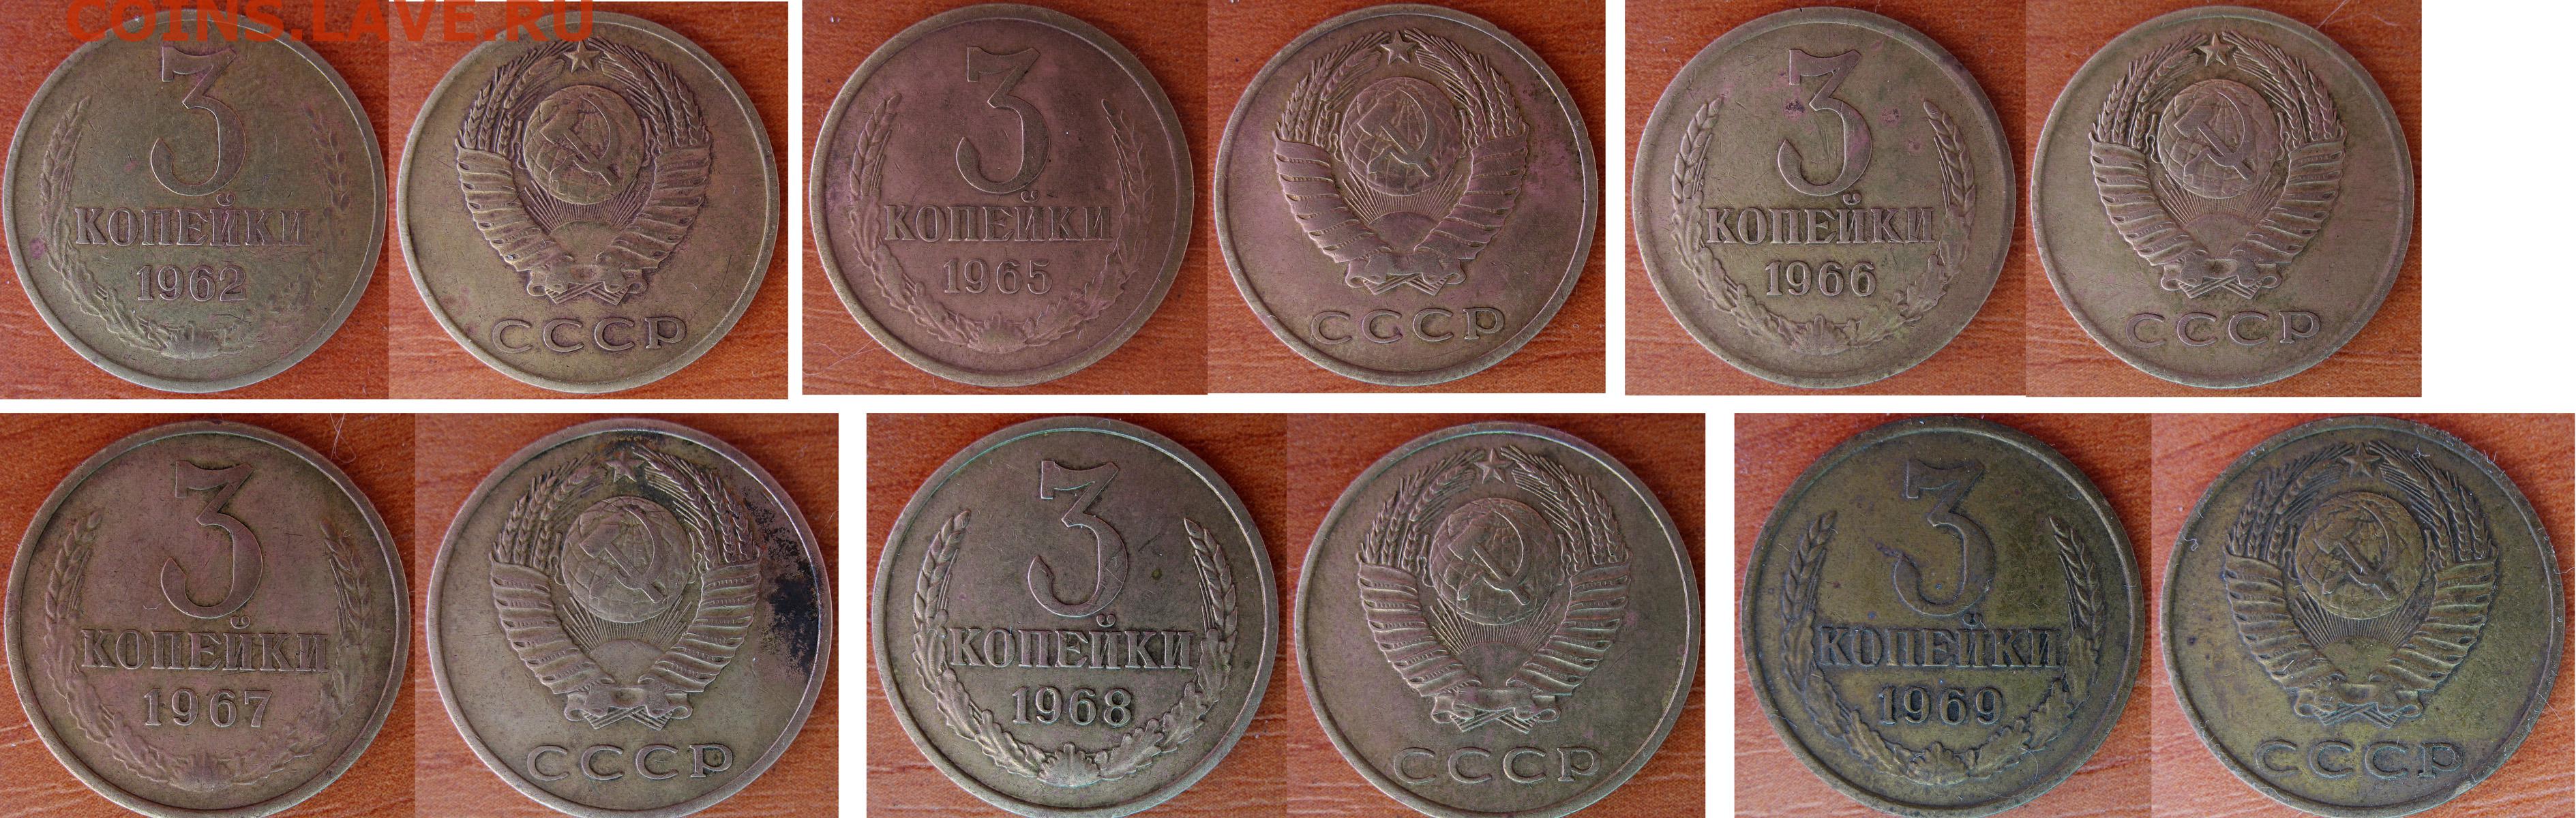 COINS.LAVE.RU
3
КОПЕЙКИ
1962
СССР
3
КОПЕЙКИ
1965
СССР
3
КОПЕЙКИ
1966
СССР
3
КОПЕЙКИ
1967
СССР
3
КОПЕЙКИ
1968
СССР
3
КОПЕЙКИ
1969
СССР